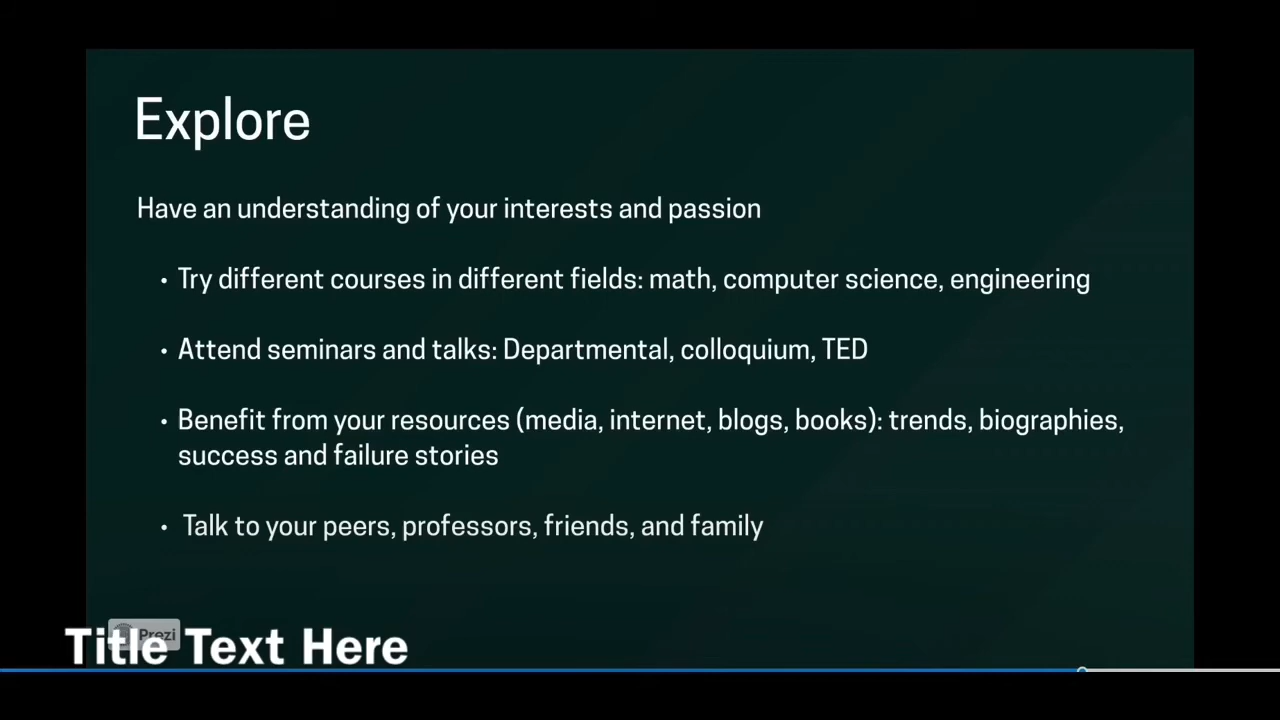 Explore
Have an understanding of your interests and passion
• Try different courses in different fields: math, computer science, engineering
• Attend seminars and talks: Departmental, colloquium, TED
• Benefit from your resources (media, internet, blogs, books): trends, biographies,
success and failure stories
• Talk to your peers, professors, friends, and family
Prezi
Title Text Here